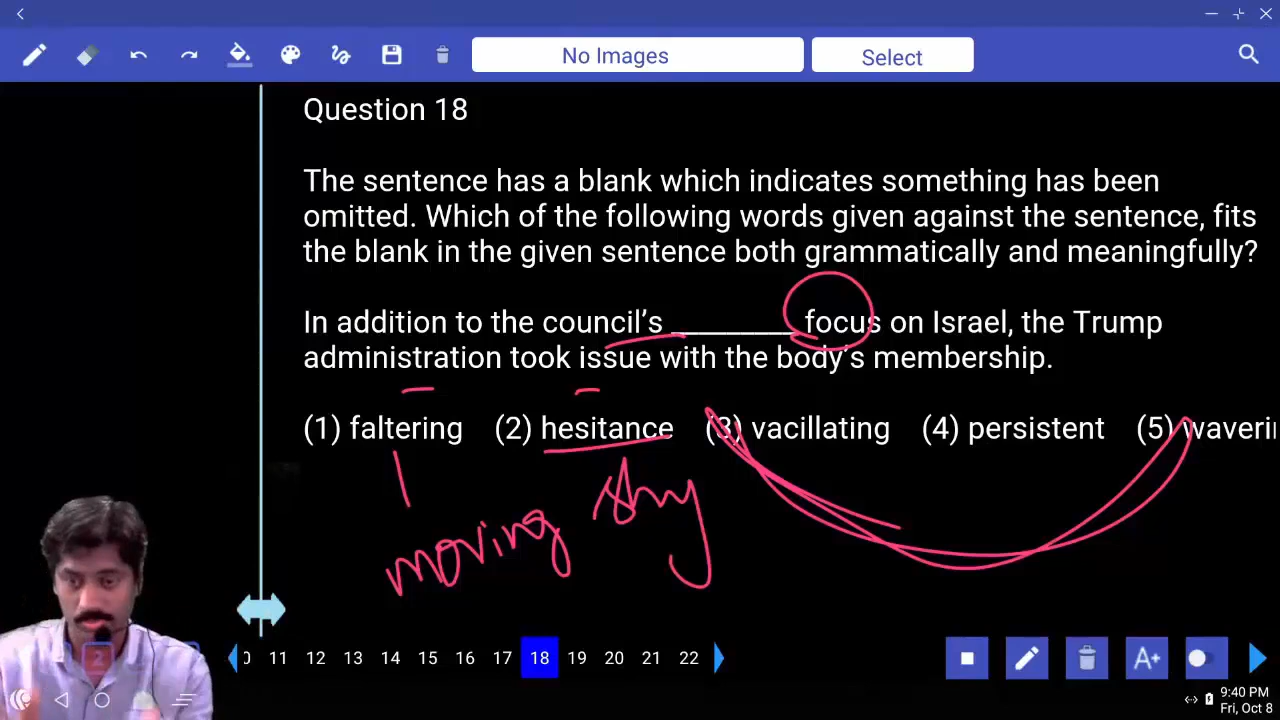 No Images
Select
Question 18
The sentence has a blank which indicates something has been
omitted. Which of the following words given against the sentence, fits
the blank in the given sentence both grammatically and meaningfully?
In addition to the council's __________ focus on Israel, the Trump
administration took issue with the body's membership.
(1) faltering (2) hesitance (3) vacillating (4) persistent (5) waveri
moving shy
0 11 12 13 14 15 16 17 18 19 20 21 22
A+
9:40 PM
Fri, Oct 8